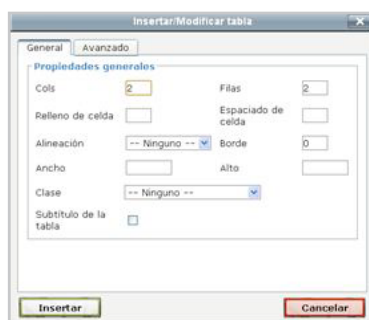 Insertar/Modificar tabla
General Avanzado
Propiedades generales
Cols 2 Filas 2
Relleno de celda Espaciado de
celda
Alineación -- Ninguno -- Borde 0
Ancho Alto
Clase -- Ninguno --
Subtítulo de la
tabla
Insertar Cancelar